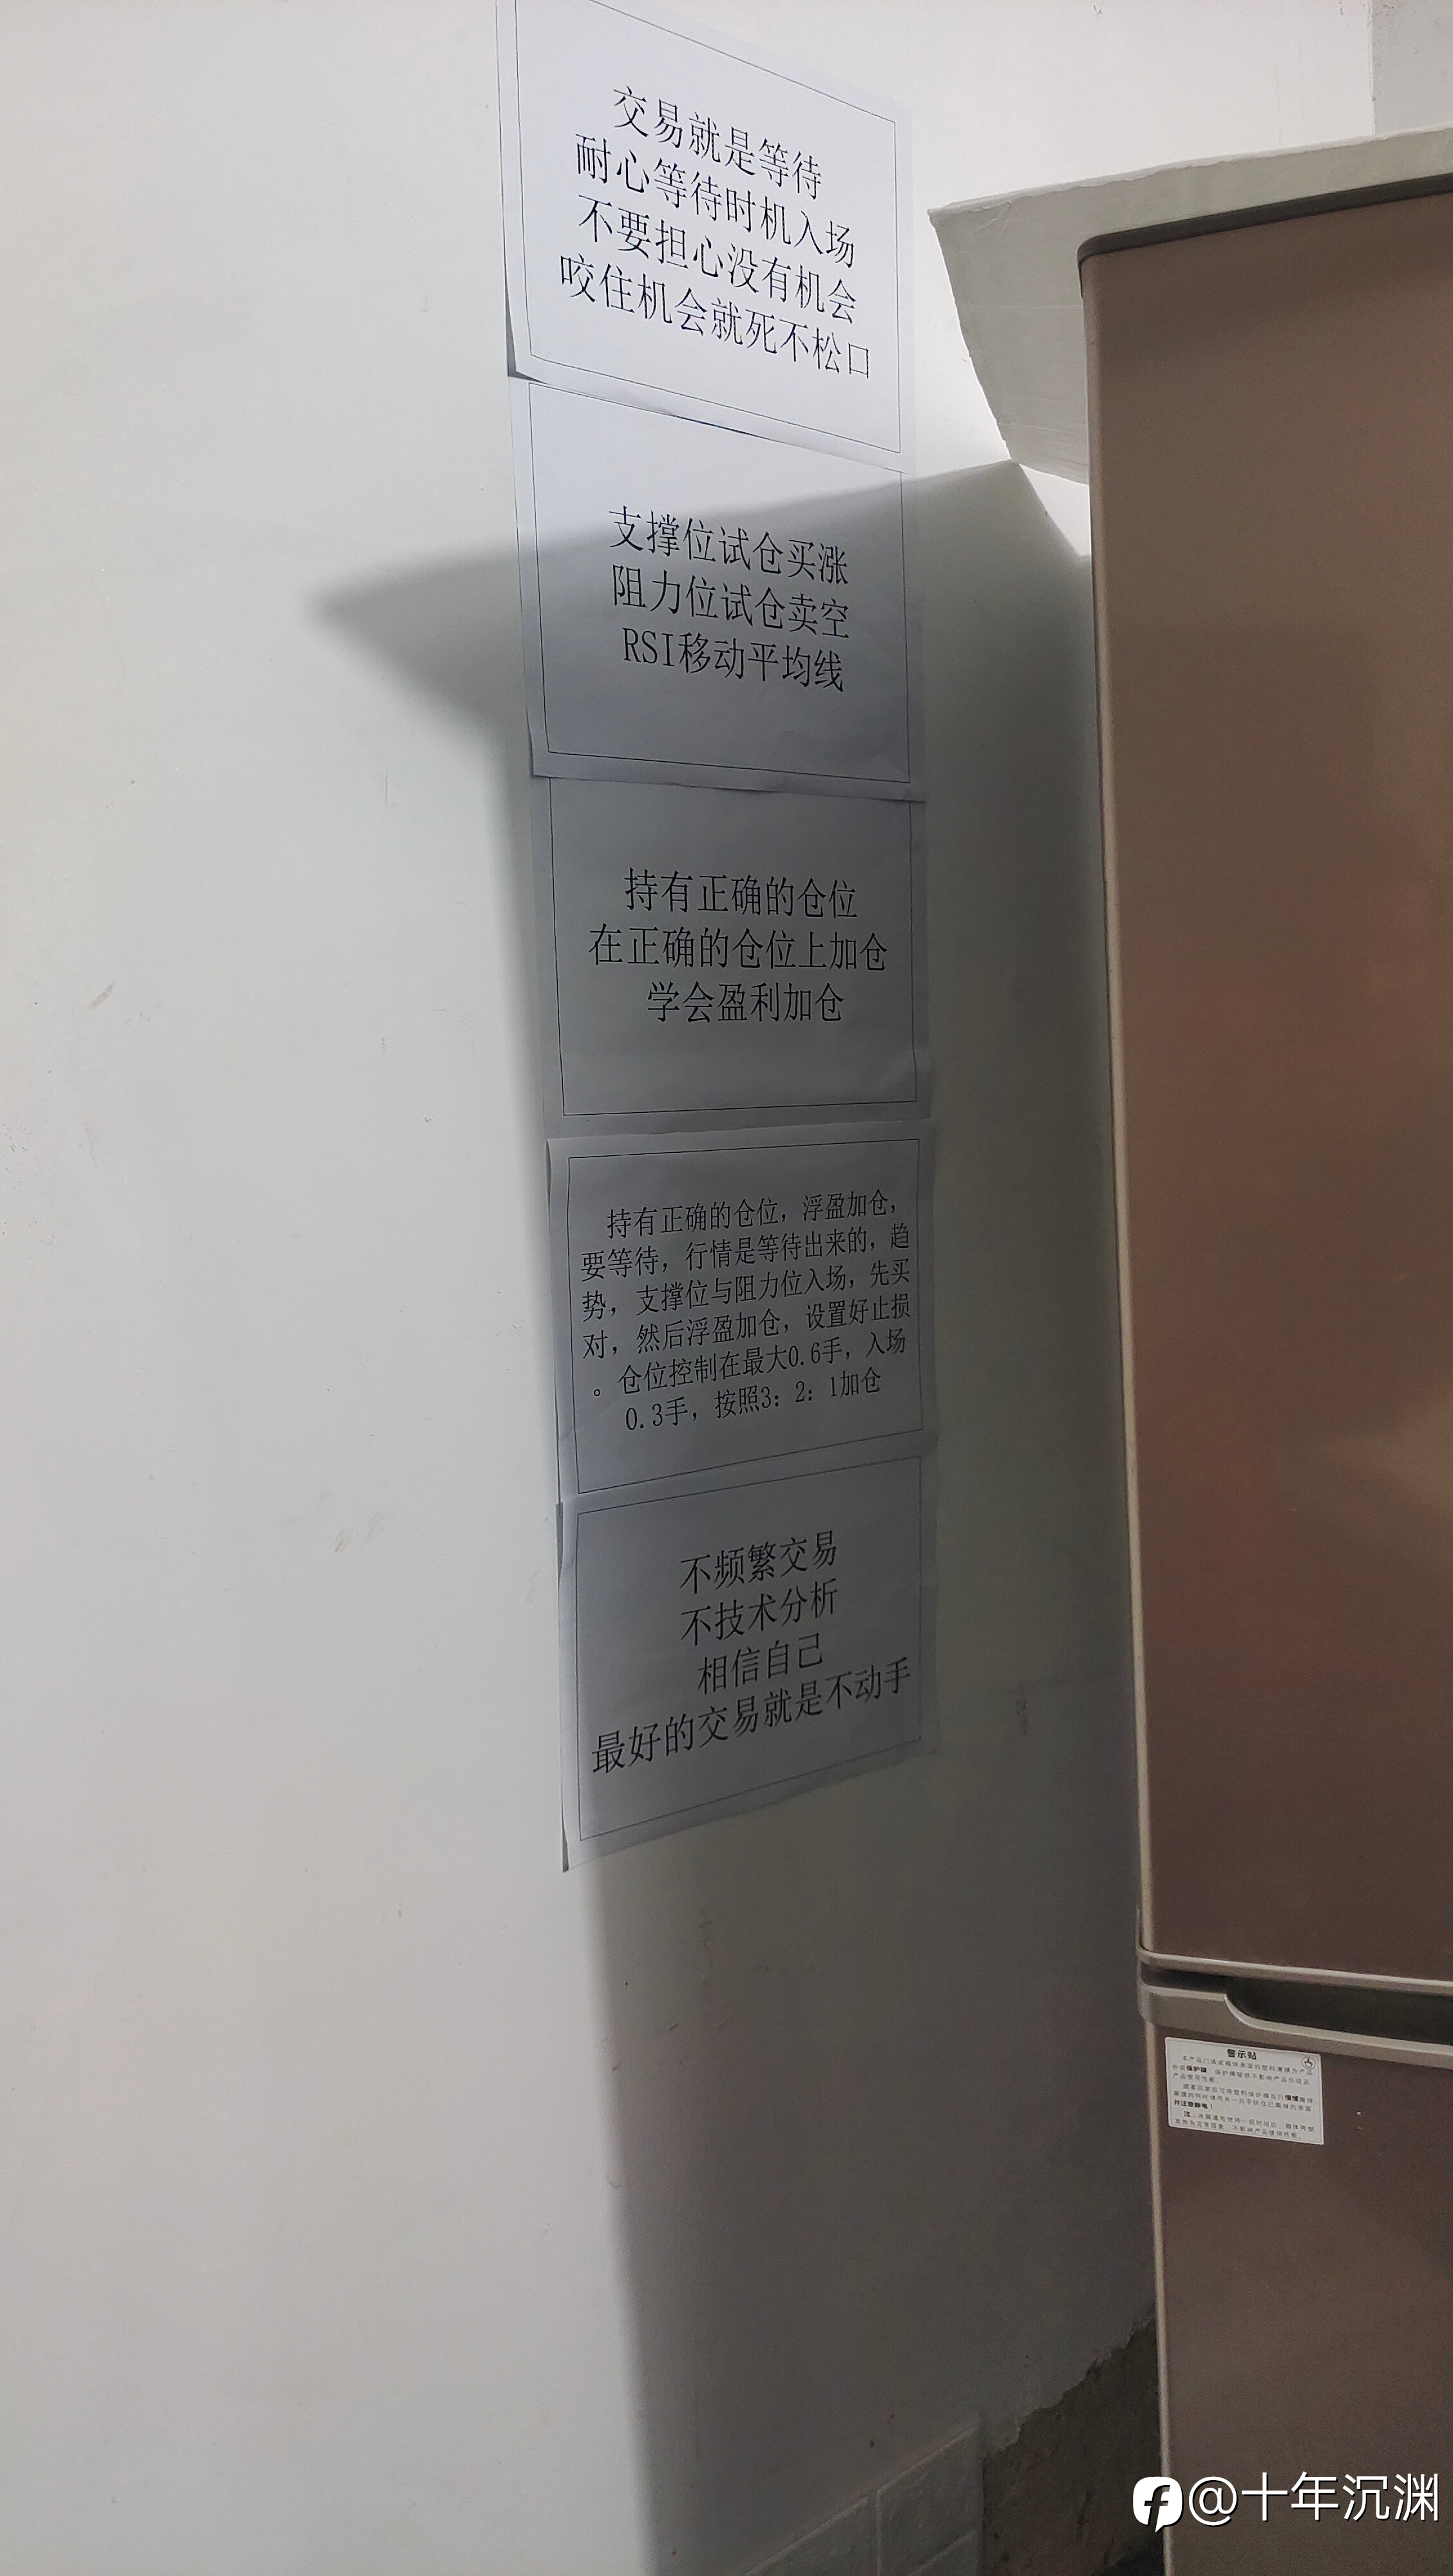 交易就是等待
耐心等待时机入场
不要担心没有机会
咬住机会就死不松口
支撑位试仓买涨
阻力位试仓卖空
RSI移动平均线
持有正确的仓位
在正确的仓位上加仓
学会盈利加仓
持有正确的仓位，浮盈加仓，
要等待，行情是等待出来的，趋
势，支撑位与阻力位入场，先买
对，然后浮盈加仓，设置好止损
。仓位控制在最大0.6手，入场
0.3手，按照3：2：1加仓
不频繁交易
不技术分析
相信自己
最好的交易就是不动手
警示贴
@十年沉渊